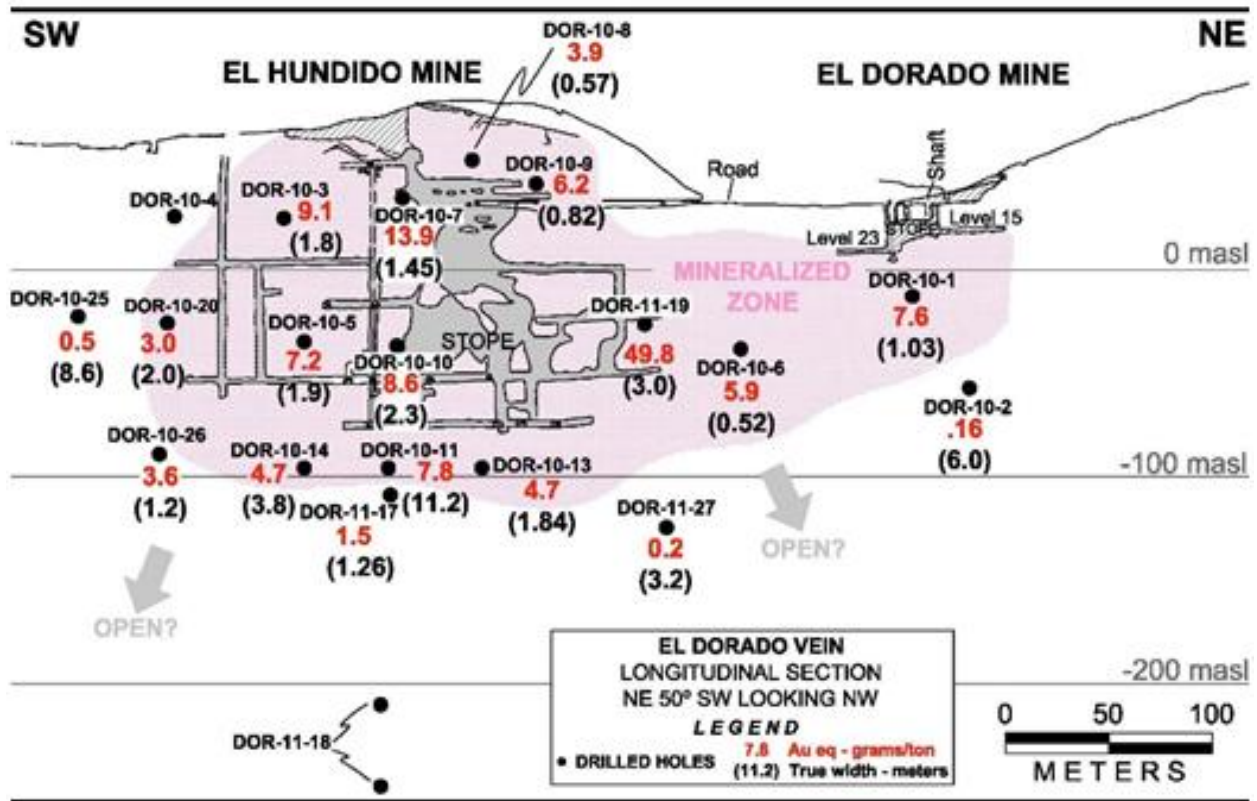 SW
NE
EL HUNDIDO MINE
EL DORADO MINE
DOR-10-8
3.9
(0.57)
DOR-10-9
6.2
(0.82)
Road
Shaft
STOPE
Level 15
Level 23
DOR-10-4
DOR-10-3
9.1
(1.8)
DOR-10-7
13.9
(1.45)
0 masl
MINERALIZED
ZONE
DOR-10-1
7.6
(1.03)
DOR-10-25
0.5
(8.6)
DOR-10-20
3.0
(2.0)
DOR-10-5
7.2
(1.9)
STOPE
DOR-10-10
8.6
(2.3)
DOR-11-19
49.8
(3.0)
DOR-10-6
5.9
(0.52)
DOR-10-2
.16
(6.0)
DOR-10-26
3.6
(1.2)
DOR-10-14
4.7
(3.8)
DOR-10-11
7.8
(11.2)
DOR-10-13
4.7
(1.84)
-100 masl
DOR-11-17
1.5
(1.26)
DOR-11-27
0.2
(3.2)
OPEN?
OPEN?
-200 masl
DOR-11-18
EL DORADO VEIN
LONGITUDINAL SECTION
NE 50º SW LOOKING NW
LEGEND
7.8 Au eq - grams/ton
DRILLED HOLES
(11.2) True width - meters
0 50 100
METERS